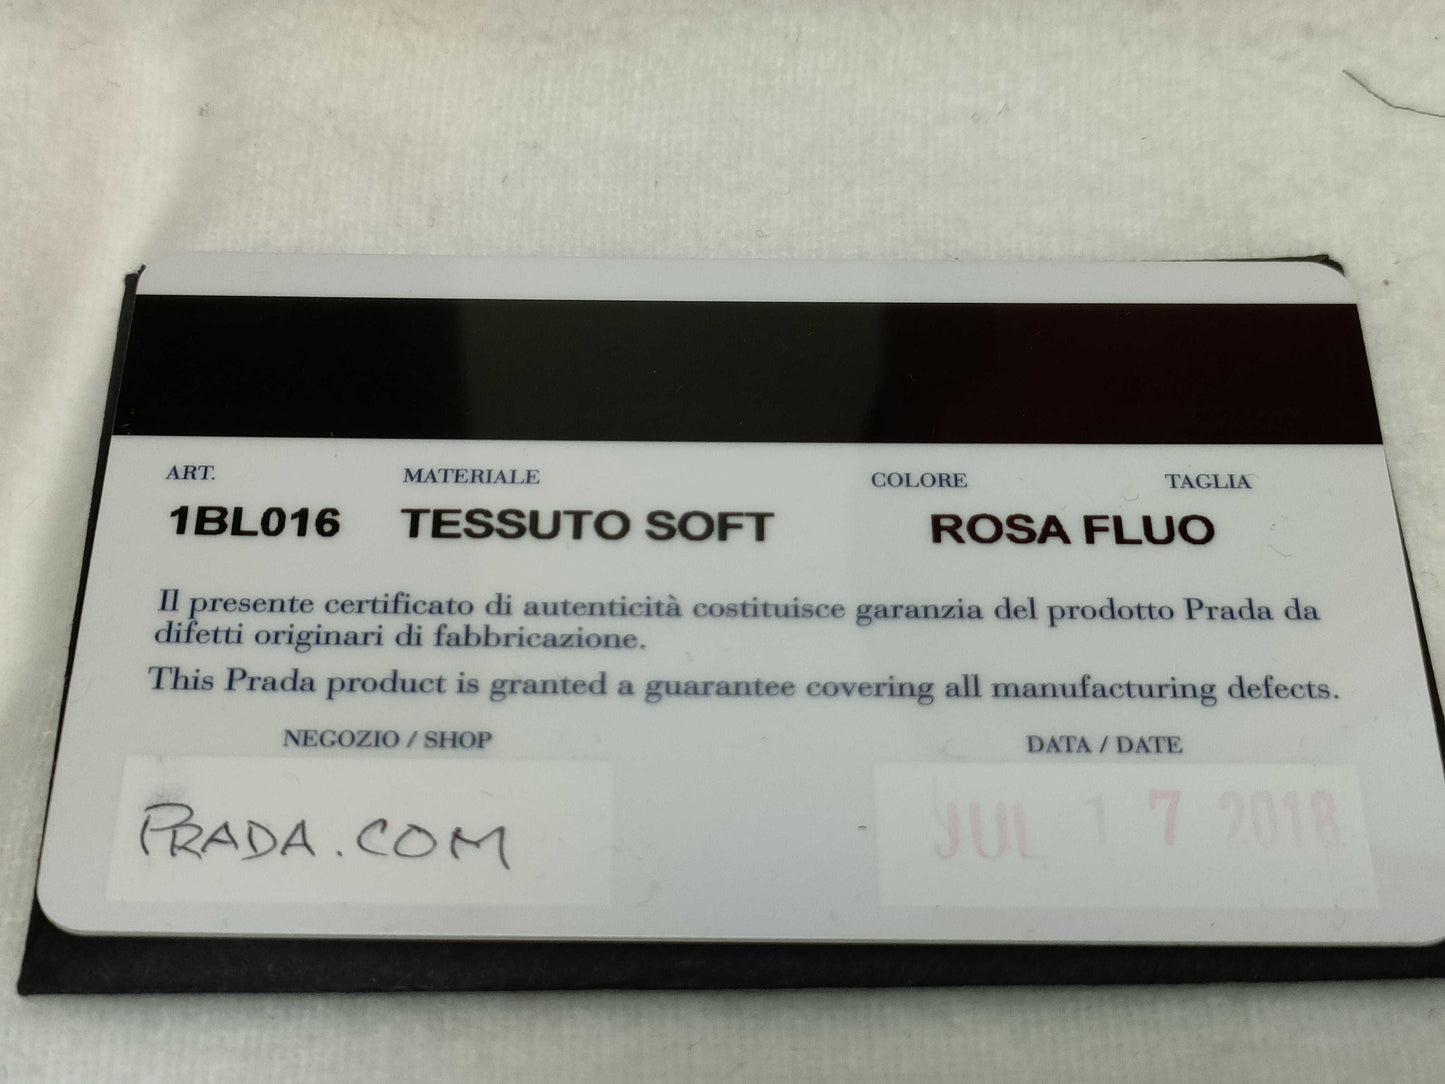 ART. MATERIALE COLORE TAGLIA
1BL016 TESSUTO SOFT ROSA FLUO
Il presente certificato di autenticità costituisce garanzia del prodotto Prada da
difetti originari di fabbricazione.
This Prada product is granted a guarantee covering all manufacturing defects.
NEGOZIO / SHOP DATA / DATE
PRADA.COM JUL 17 2018